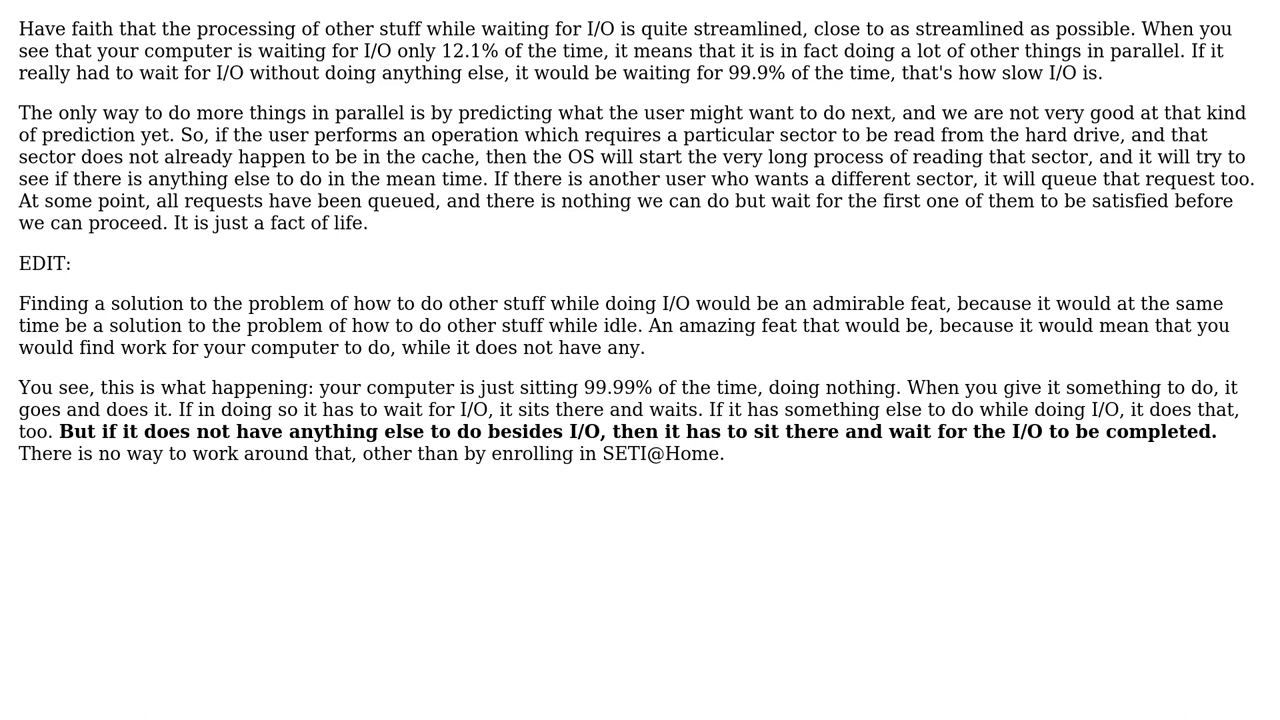 Have faith that the processing of other stuff while waiting for I/O is quite streamlined, close to as streamlined as possible. When you
see that your computer is waiting for I/O only 12.1% of the time, it means that it is in fact doing a lot of other things in parallel. If it
really had to wait for I/O without doing anything else, it would be waiting for 99.9% of the time, that's how slow I/O is.
The only way to do more things in parallel is by predicting what the user might want to do next, and we are not very good at that kind
of prediction yet. So, if the user performs an operation which requires a particular sector to be read from the hard drive, and that
sector does not already happen to be in the cache, then the OS will start the very long process of reading that sector, and it will try to
see if there is anything else to do in the mean time. If there is another user who wants a different sector, it will queue that request too.
At some point, all requests have been queued, and there is nothing we can do but wait for the first one of them to be satisfied before
we can proceed. It is just a fact of life.
EDIT:
Finding a solution to the problem of how to do other stuff while doing I/O would be an admirable feat, because it would at the same
time be a solution to the problem of how to do other stuff while idle. An amazing feat that would be, because it would mean that you
would find work for your computer to do, while it does not have any.
You see, this is what happening: your computer is just sitting 99.99% of the time, doing nothing. When you give it something to do, it
goes and does it. If in doing so it has to wait for I/O, it sits there and waits. If it has something else to do while doing I/O, it does that,
too. But if it does not have anything else to do besides I/O, then it has to sit there and wait for the I/O to be completed.
There is no way to work around that, other than by enrolling in SETI@Home.